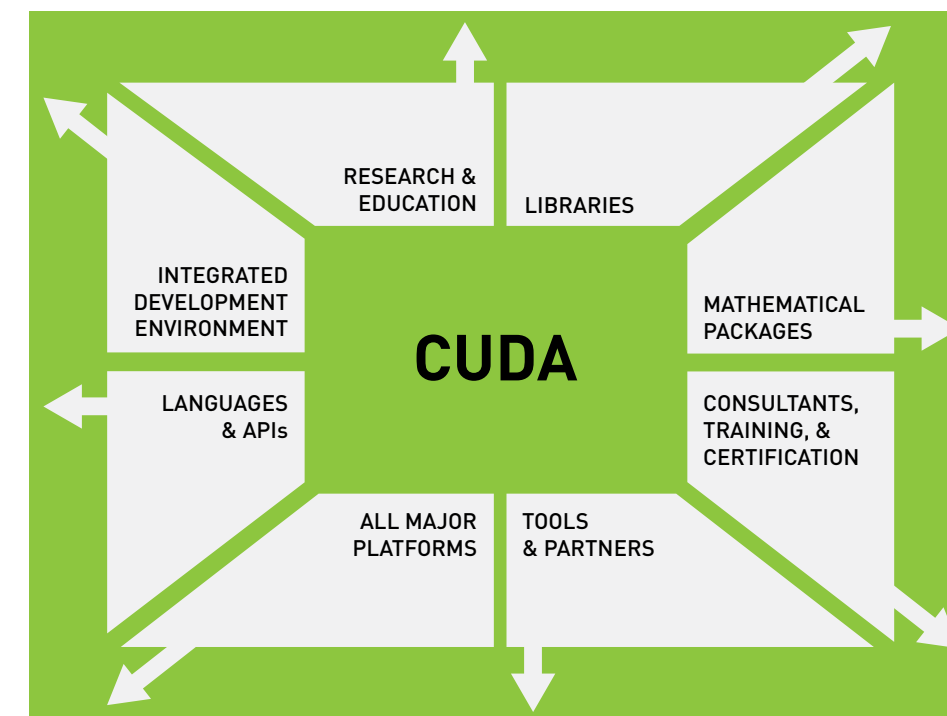 RESEARCH &
EDUCATION
LIBRARIES
INTEGRATED
DEVELOPMENT
ENVIRONMENT
MATHEMATICAL
PACKAGES
CUDA
LANGUAGES
& APIs
CONSULTANTS,
TRAINING, &
CERTIFICATION
ALL MAJOR
PLATFORMS
TOOLS
& PARTNERS